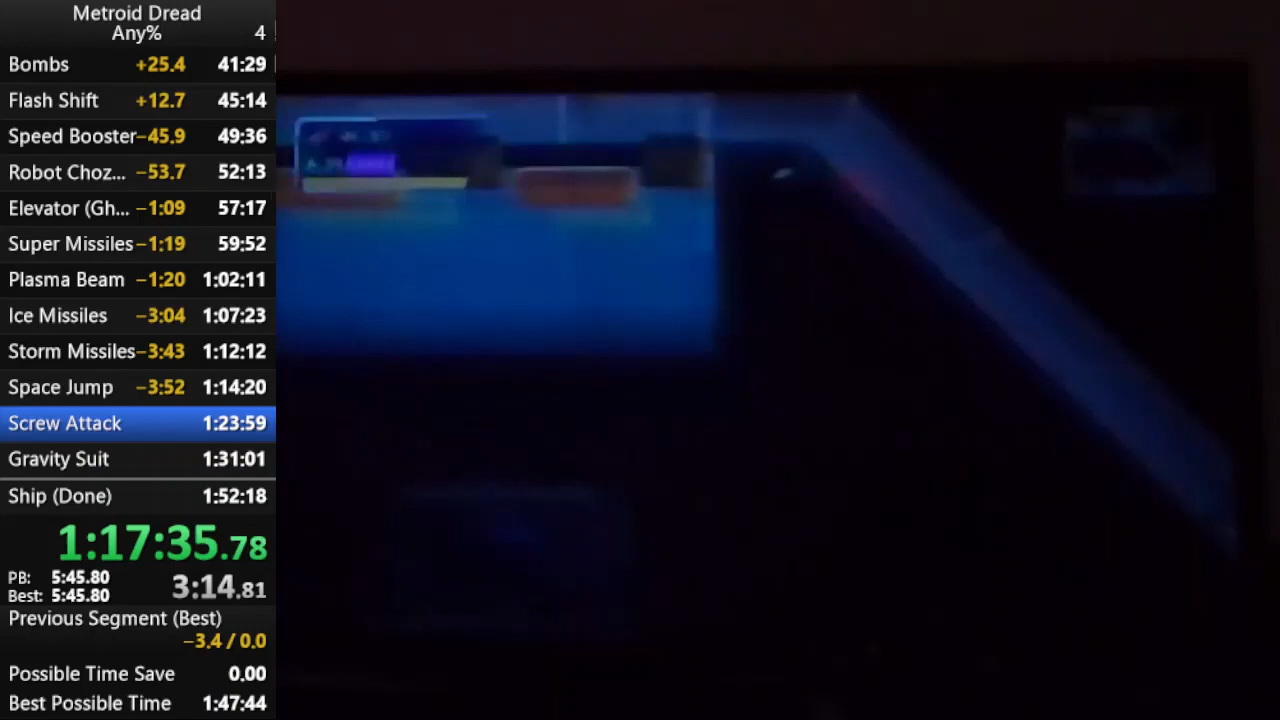 Metroid Dread
Any% 4
Bombs +25.4 41:29
Flash Shift +12.7 45:14
Speed Booster −45.9 49:36
Robot Choz... −53.7 52:13
Elevator (Gh... −1:09 57:17
Super Missiles −1:19 59:52
Plasma Beam −1:20 1:02:11
Ice Missiles −3:04 1:07:23
Storm Missiles −3:43 1:12:12
Space Jump −3:52 1:14:20
Screw Attack 1:23:59
Gravity Suit 1:31:01
Ship (Done) 1:52:18
1:17:35.78
PB: 5:45.80
Best: 5:45.80
3:14.81
Previous Segment (Best)
−3.4 / 0.0
Possible Time Save 0.00
Best Possible Time 1:47:44